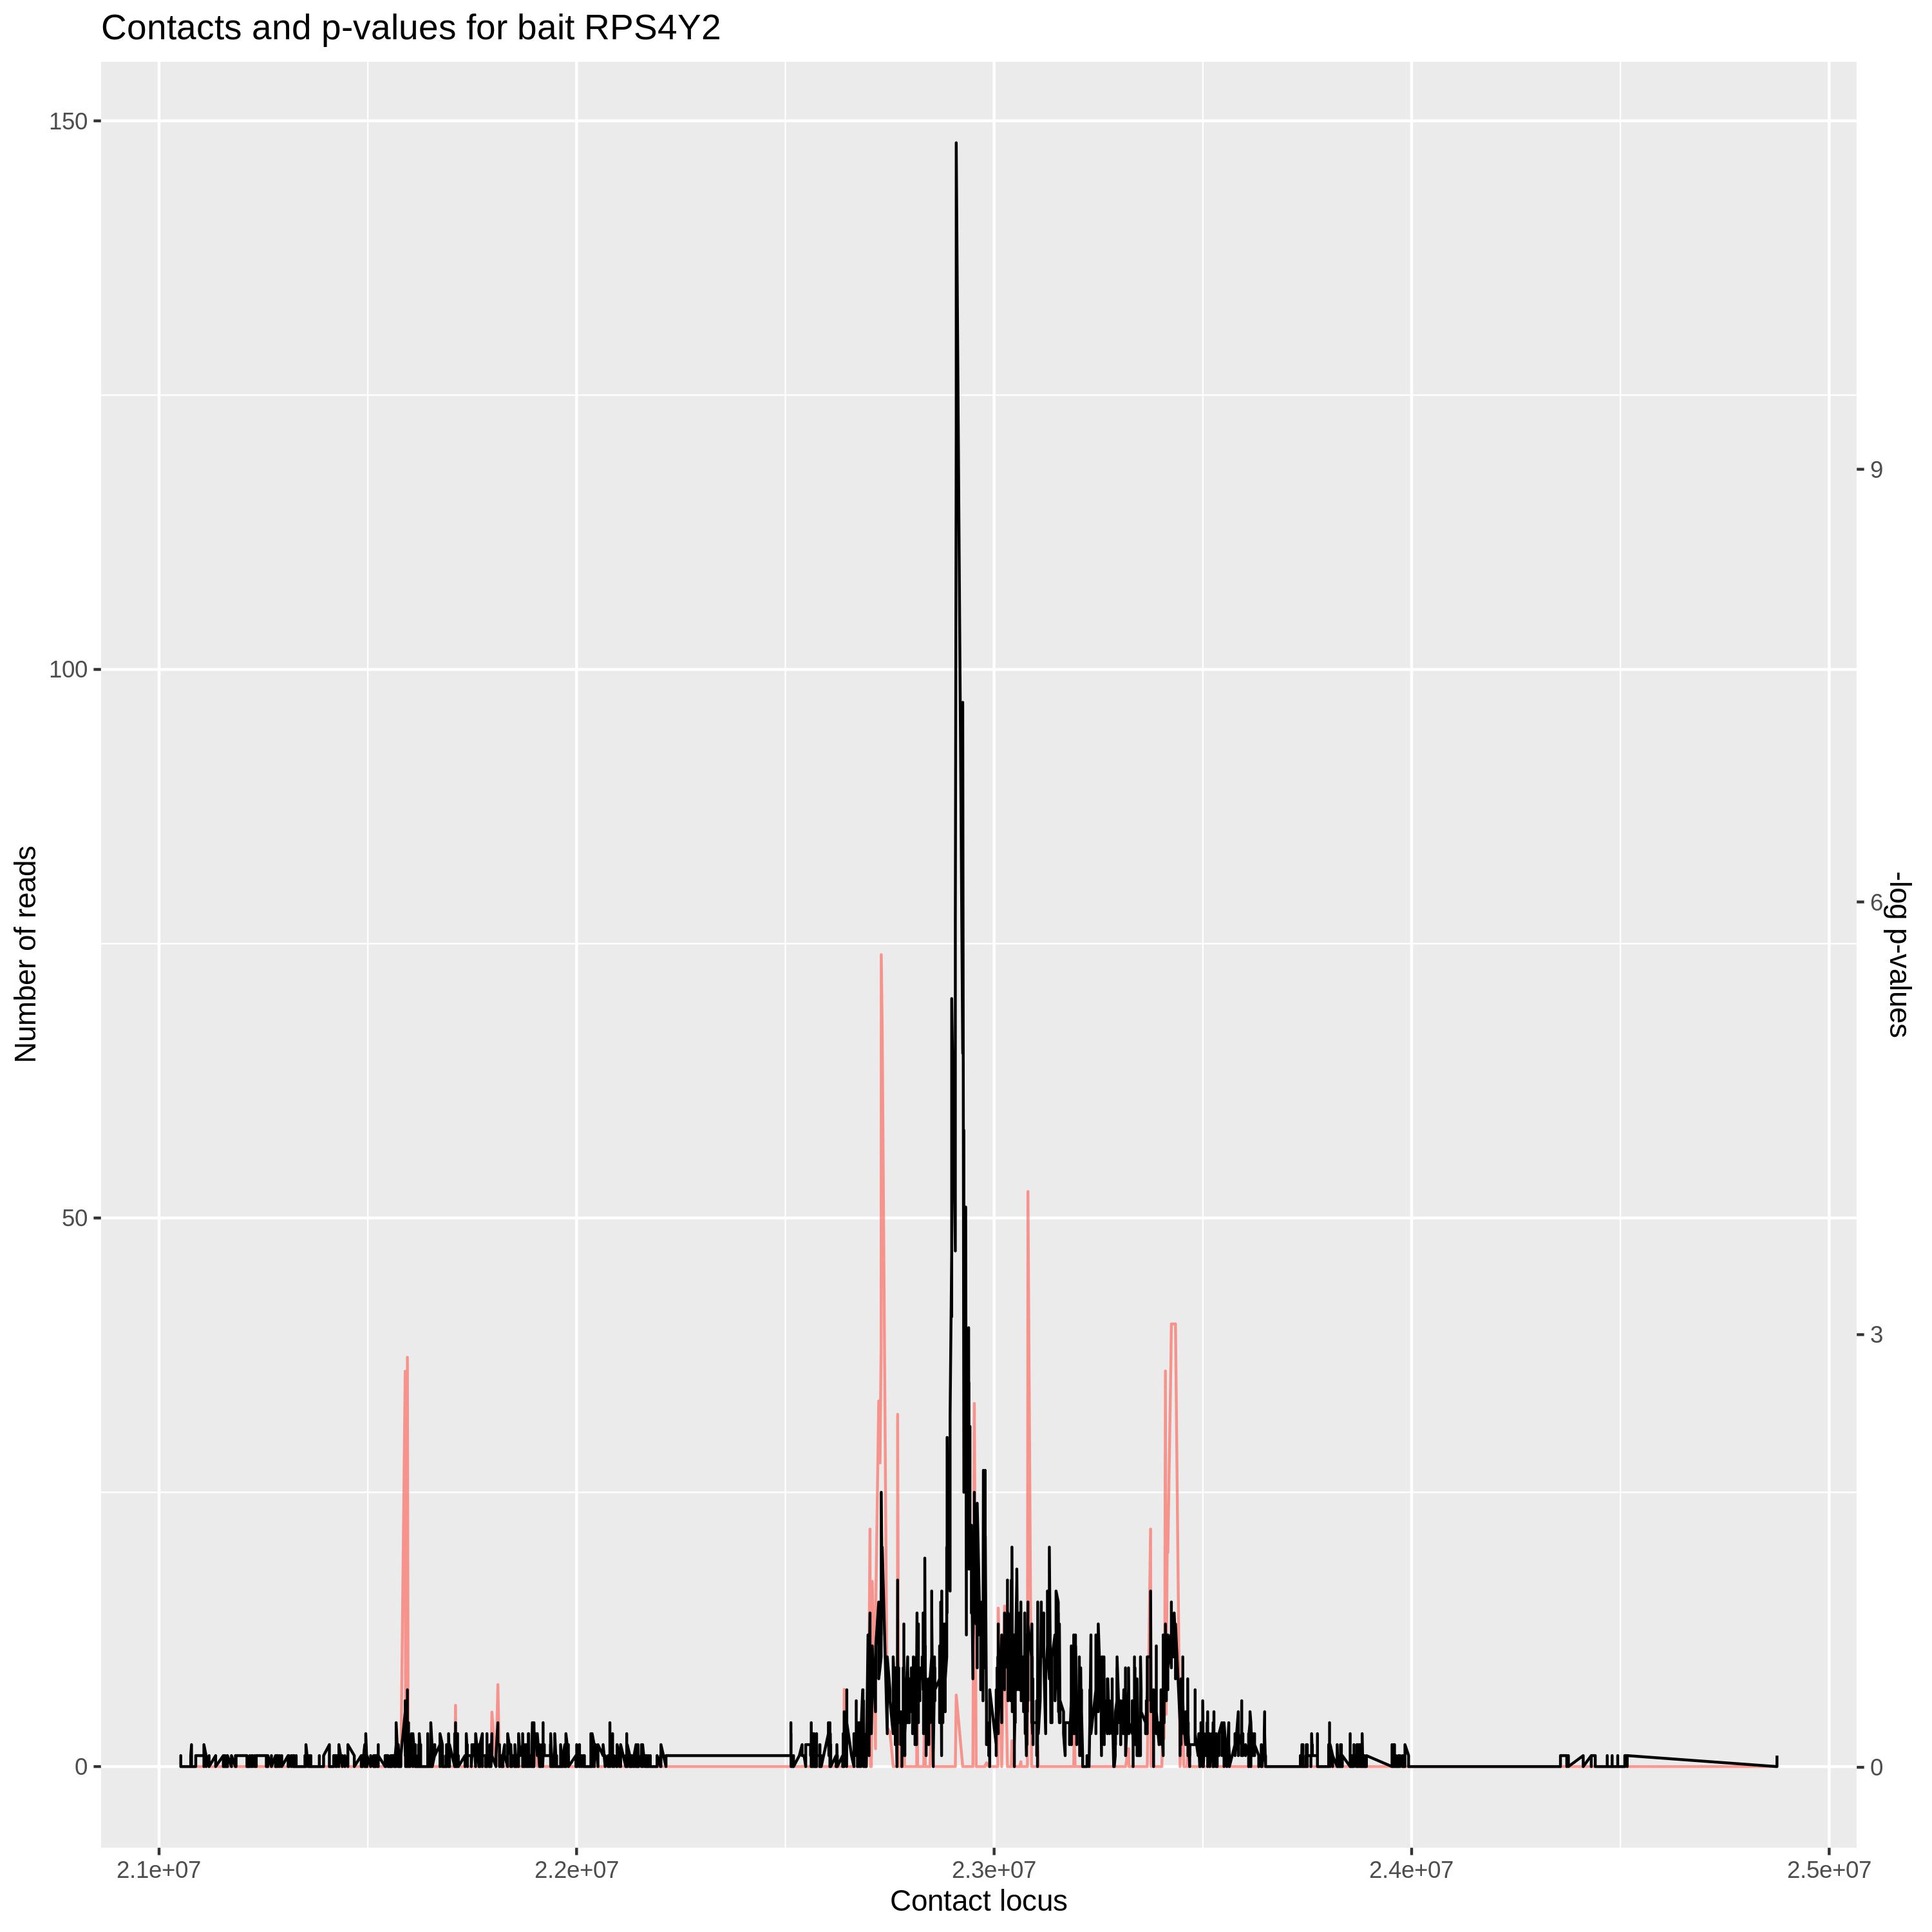 Contacts and p-values for bait RPS4Y2
150
100
50
0
Number of reads
9
6
3
0
-log p-values
2.1e+07 2.2e+07 2.3e+07 2.4e+07 2.5e+07
Contact locus